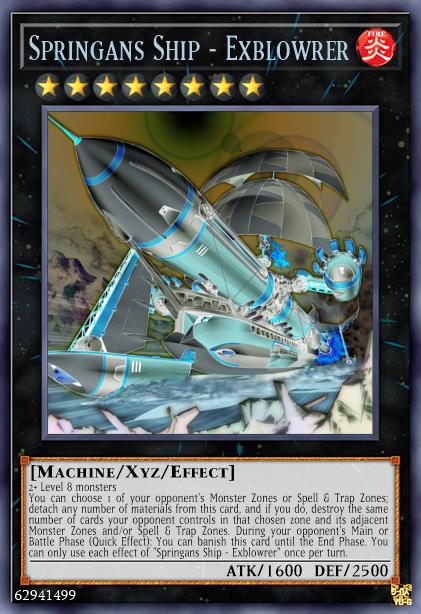 Springans Ship - Exblowrer
FIRE
炎
[Machine/Xyz/Effect]
2+ Level 8 monsters
You can choose 1 of your opponent's Monster Zones or Spell & Trap Zones;
detach any number of materials from this card, and if you do, destroy the same
number of cards your opponent controls in that chosen zone and its adjacent
Monster Zones and/or Spell & Trap Zones. During your opponent's Main or
Battle Phase (Quick Effect): You can banish this card until the End Phase. You
can only use each effect of "Springans Ship - Exblowrer" once per turn.
ATK/1600 DEF/2500
62941499